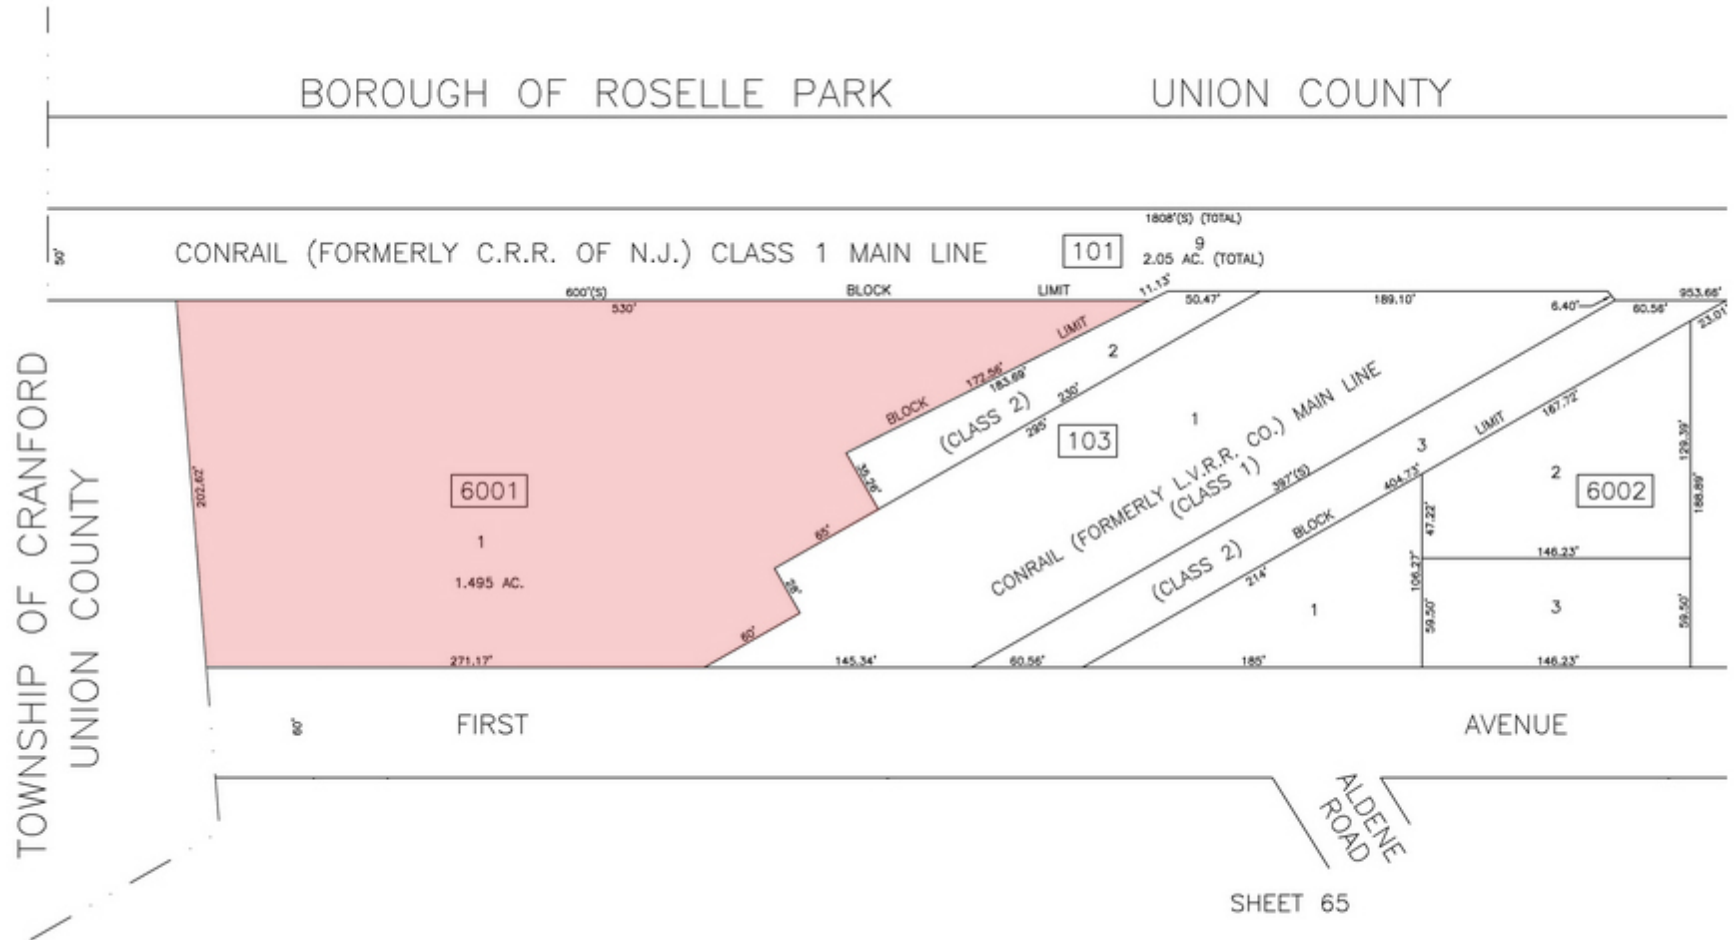 BOROUGH OF ROSELLE PARK UNION COUNTY
1808'(S) (TOTAL)
50'
CONRAIL (FORMERLY C.R.R. OF N.J.) CLASS 1 MAIN LINE
101
9
2.05 AC. (TOTAL)
600'(S)
BLOCK LIMIT
11.13'
530'
50.47'
189.10'
6.40'
60.56'
953.66'
23.01'
LIMIT
2
172.56'
183.69'
BLOCK
(CLASS 2)
230'
295'
103
1
CONRAIL (FORMERLY L.V.R.R. CO.) MAIN LINE
(CLASS 1)
397'(S)
3
LIMIT
167.72'
404.73'
BLOCK
(CLASS 2)
214'
TOWNSHIP OF CRANFORD
UNION COUNTY
202.62'
6001
1
1.495 AC.
35.26'
65'
28'
60'
271.17'
145.34'
60.56'
185'
1
47.22'
106.27'
59.50'
2
6002
129.39'
188.89'
146.23'
3
59.50'
146.23'
60'
FIRST AVENUE
ALDENE
ROAD
SHEET 65